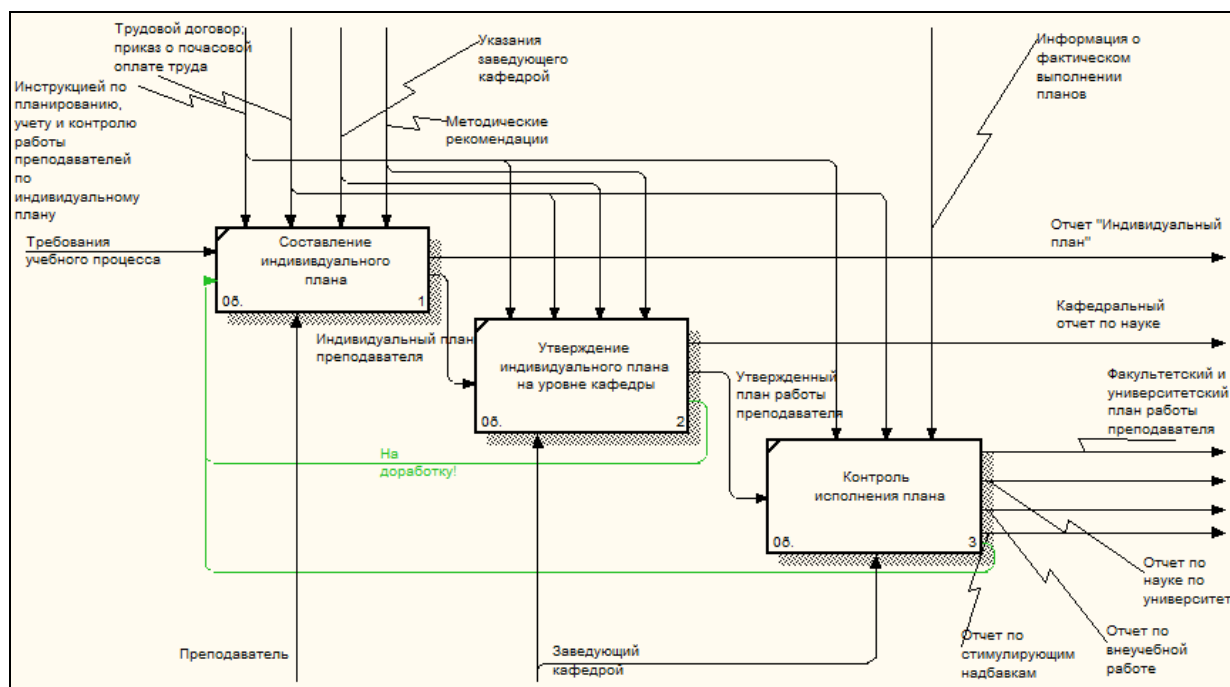 Трудовой договор;
приказ о почасовой
оплате труда
Инструкцией по
планированию,
учету и контролю
работы
преподавателей
по
индивидуальному
плану
Указания
заведующего
кафедрой
Методические
рекомендации
Информация о
фактическом
выполнении
планов
Требования
учебного процесса
Составление
индививдуального
плана
0б.
1
Отчет "Индивидуальный
план"
Индивидуальный план
преподавателя
Утверждение
индивидуального плана
на уровне кафедры
0б.
2
Кафедральный
отчет по науке
Утвержденный
план работы
преподавателя
Факультетский и
университетский
план работы
преподавателя
На
доработку!
Контроль
исполнения плана
0б.
3
Отчет по
науке по
университет
Отчет по
внеучебной
работе
Отчет по
стимулирующим
надбавкам
Преподаватель
Заведующий
кафедрой